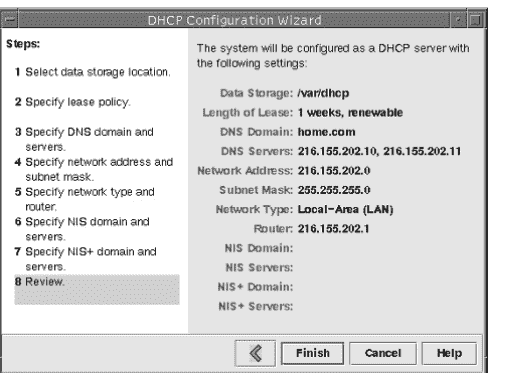 DHCP Configuration Wizard
Steps:
1 Select data storage location.
2 Specify lease policy.
3 Specify DNS domain and
servers.
4 Specify network address and
subnet mask.
5 Specify network type and
router.
6 Specify NIS domain and
servers.
7 Specify NIS+ domain and
servers.
8 Review.
The system will be configured as a DHCP server with
the following settings:
Data Storage: /var/dhcp
Length of Lease: 1 weeks, renewable
DNS Domain: home.com
DNS Servers: 216.155.202.10, 216.155.202.11
Network Address: 216.155.202.0
Subnet Mask: 255.255.255.0
Network Type: Local-Area (LAN)
Router: 216.155.202.1
NIS Domain:
NIS Servers:
NIS+ Domain:
NIS+ Servers:
Finish
Cancel
Help